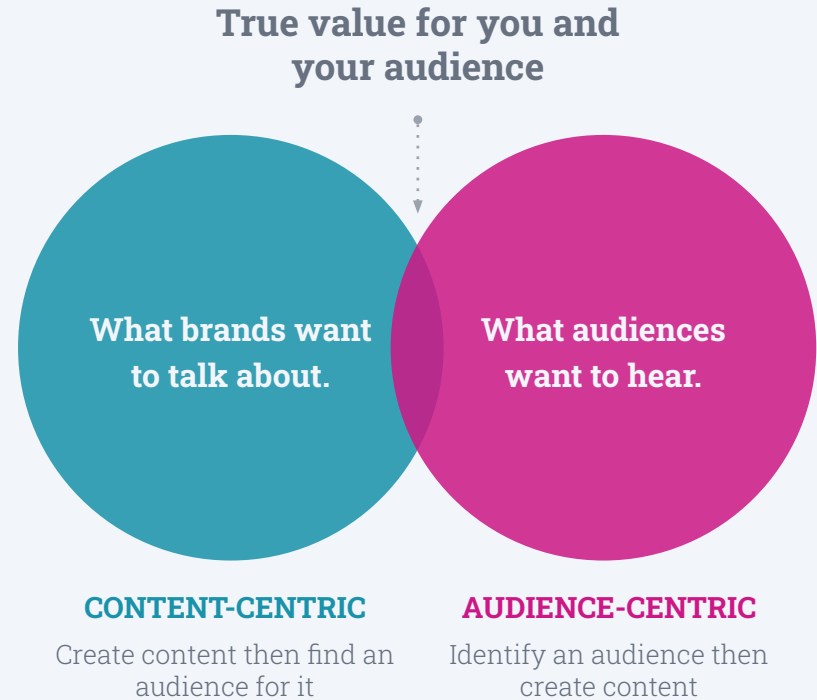 True value for you and
your audience
What brands want
to talk about.
What audiences
want to hear.
CONTENT-CENTRIC
Create content then find an
audience for it
AUDIENCE-CENTRIC
Identify an audience then
create content